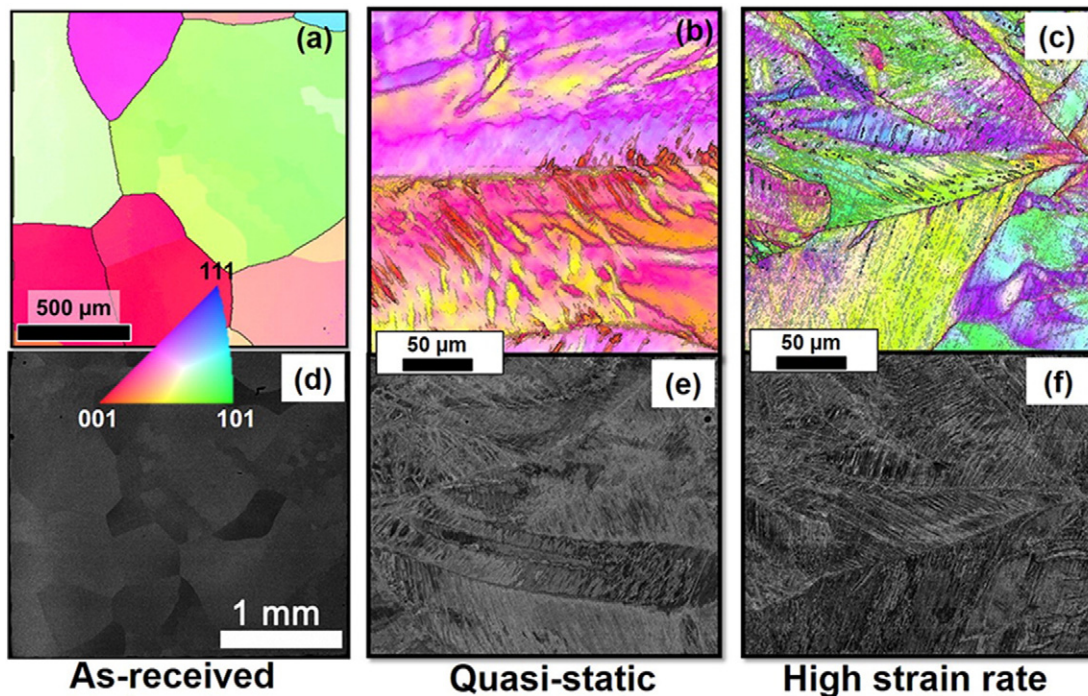 (a)
(b)
(c)
111
500 µm
50 µm
50 µm
(d)
(e)
(f)
001
101
1 mm
As-received
Quasi-static
High strain rate